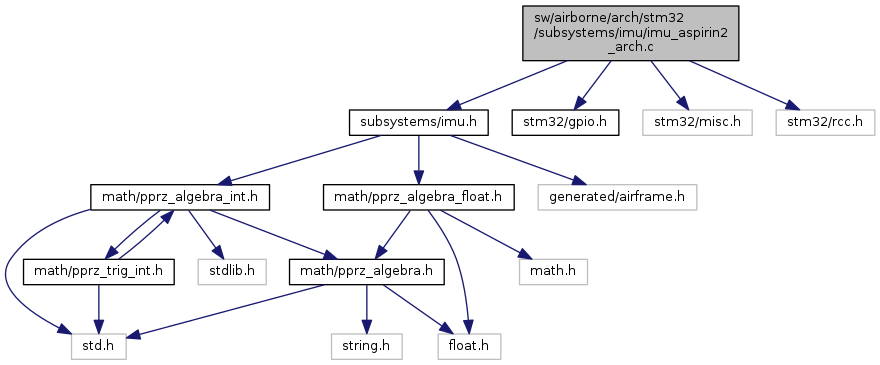 sw/airborne/arch/stm32
/subsystems/imu/imu_aspirin2
_arch.c
subsystems/imu.h
stm32/gpio.h
stm32/misc.h
stm32/rcc.h
math/pprz_algebra_int.h
math/pprz_algebra_float.h
generated/airframe.h
math/pprz_trig_int.h
stdlib.h
math/pprz_algebra.h
math.h
std.h
string.h
float.h